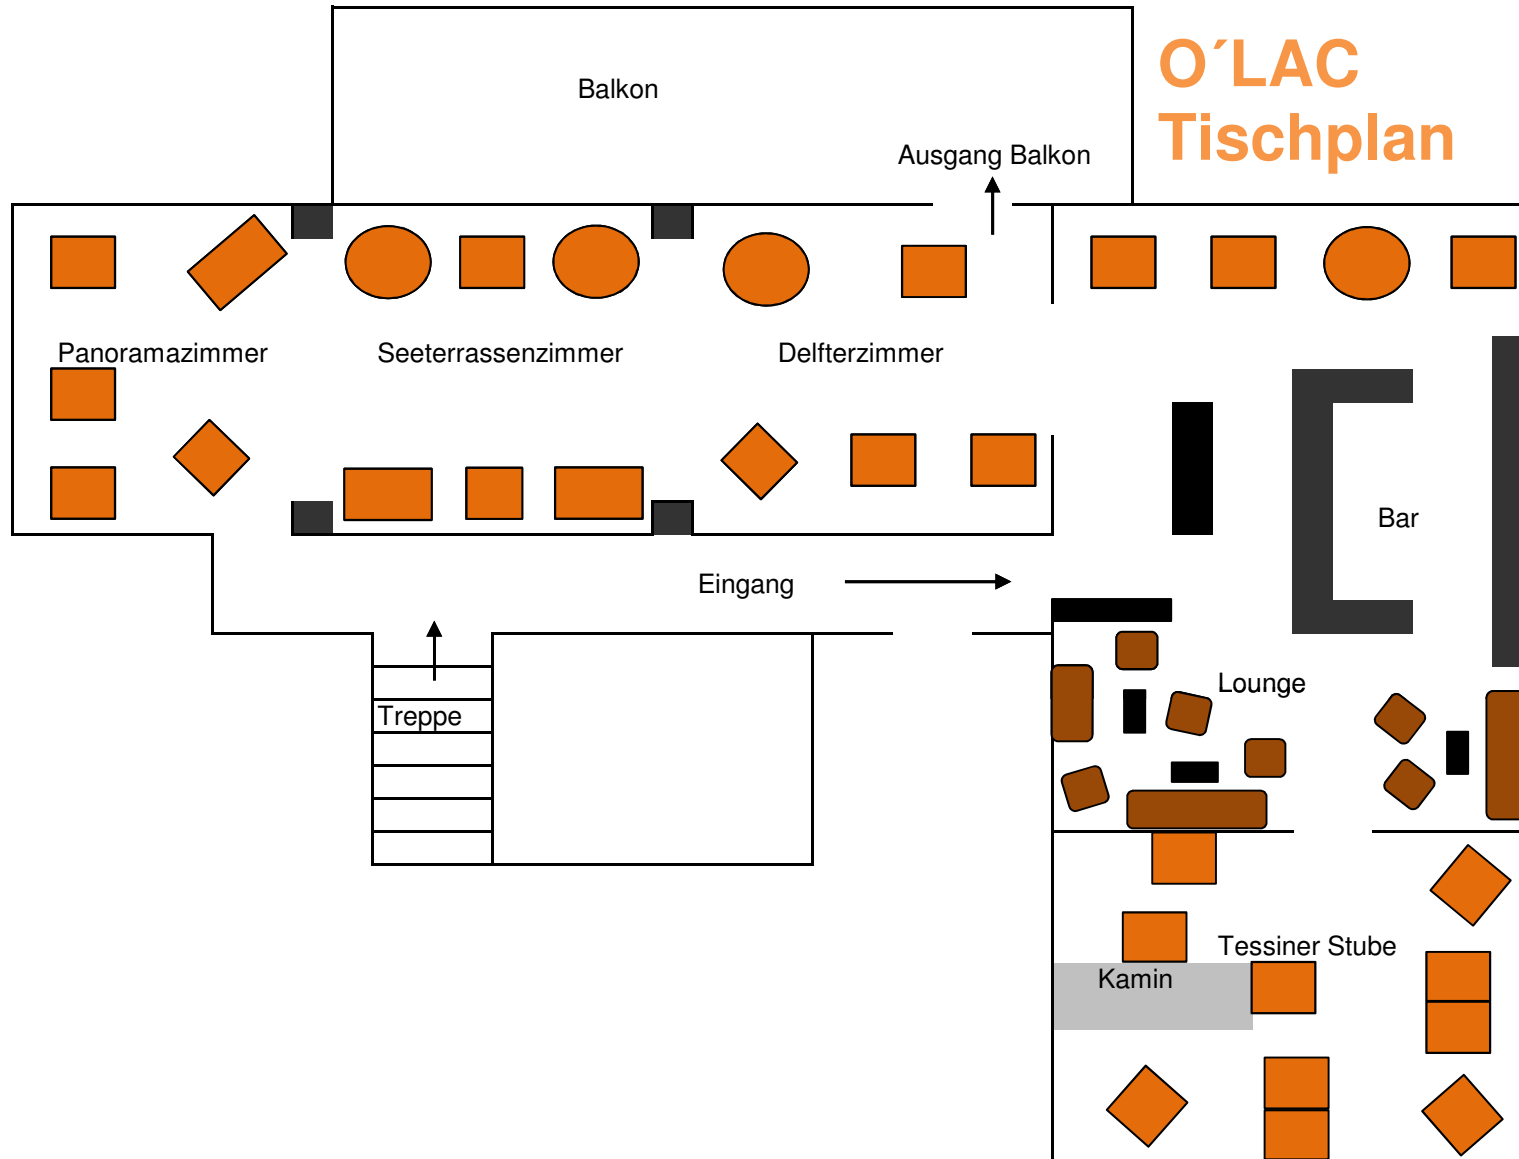 O´LAC
Tischplan
Balkon
Ausgang Balkon
Panoramazimmer
Seeterrassenzimmer
Delfterzimmer
Bar
Eingang
Lounge
Treppe
Tessiner Stube
Kamin